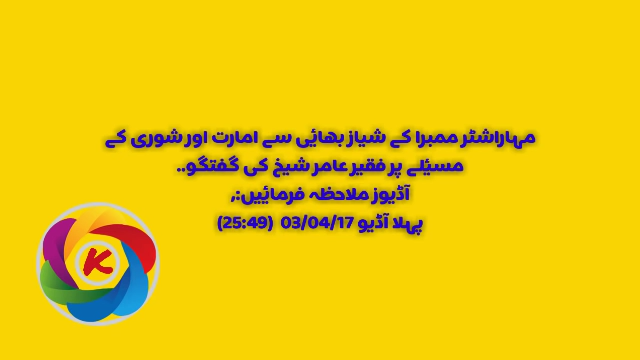 مہاراشٹر ممبرا کے شیاز بھائی سے امارت اور شوریٰ کے
مسئلے پر فقیر عامر شیخ کی گفتگو..
آڈیوز ملاحظہ فرمائیں:,
پہلا آڈیو 03/04/17 (25:49)
K